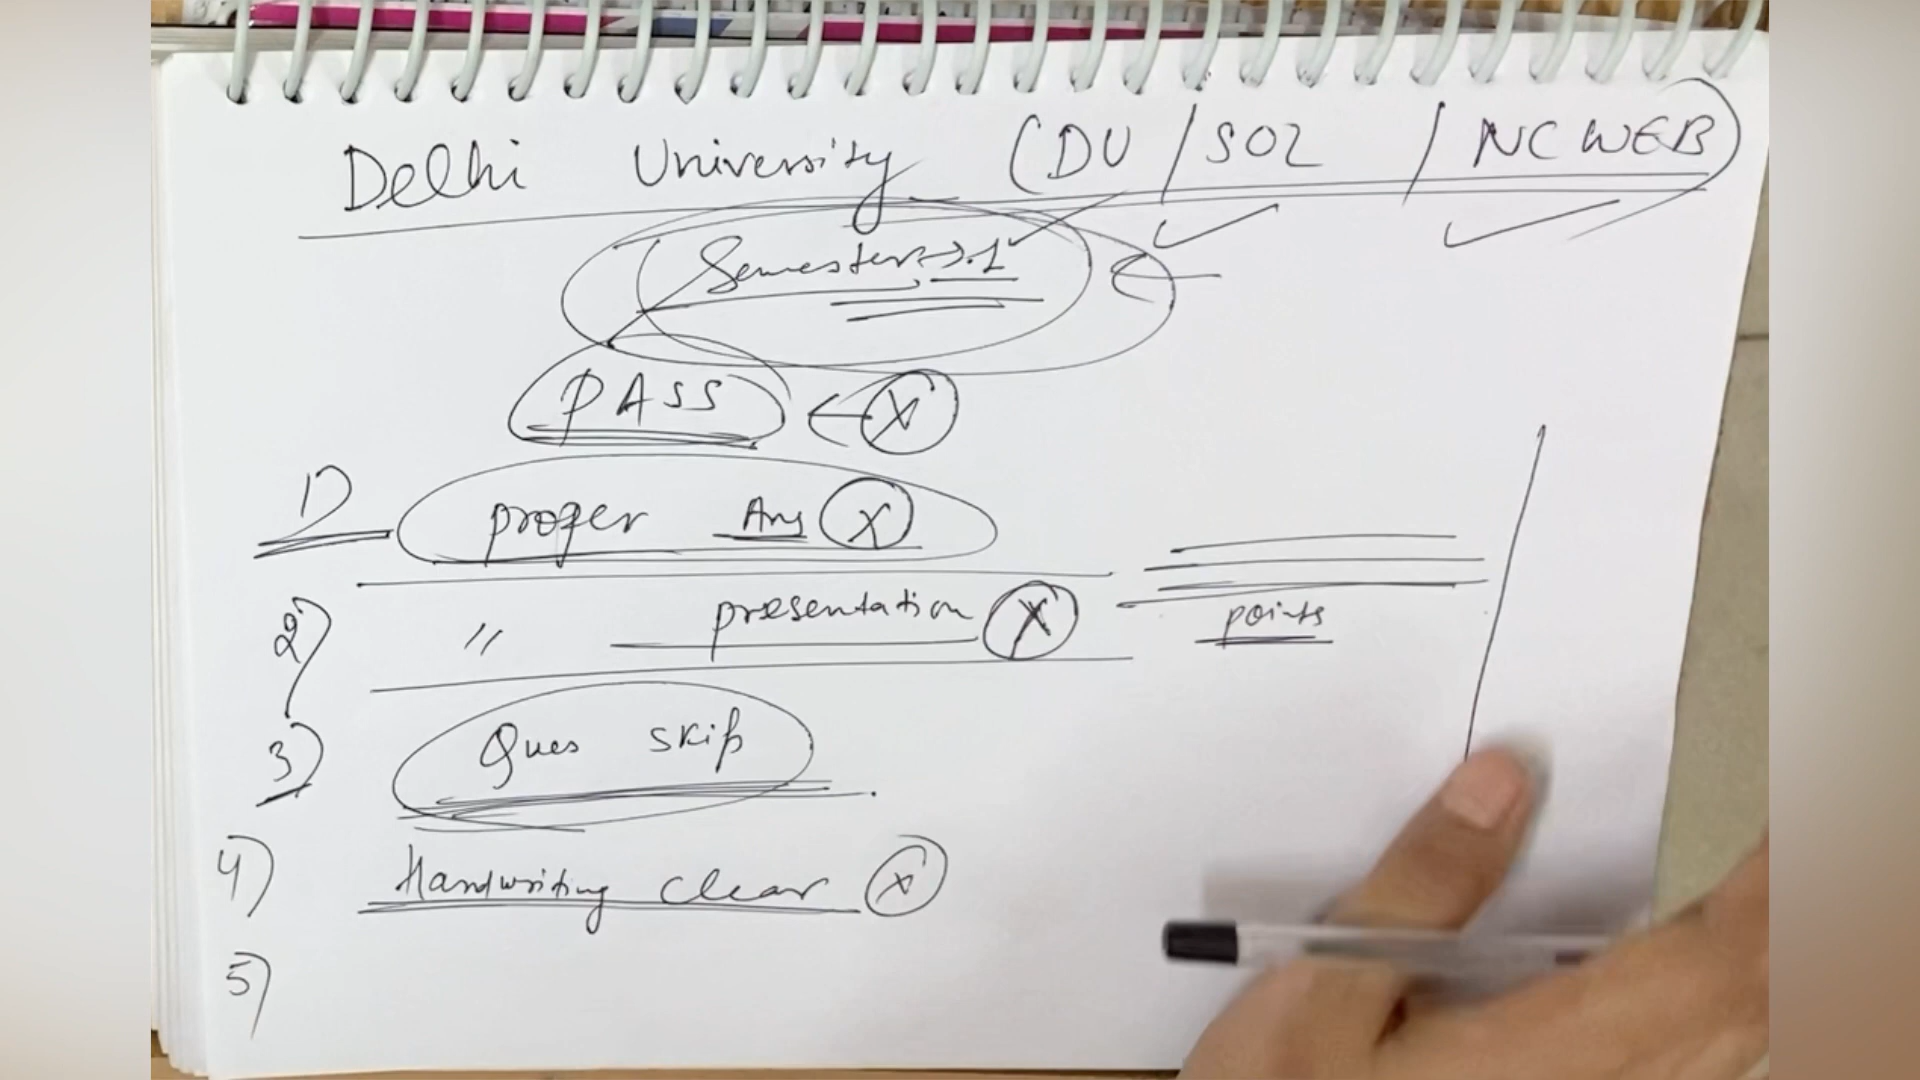 Delhi University (DU / SOL / NCWEB)
Semester → 1
PASS ← X
1) proper Ans X
2) " presentation X
points
3) Ques skip
4) Handwriting clear X
5)